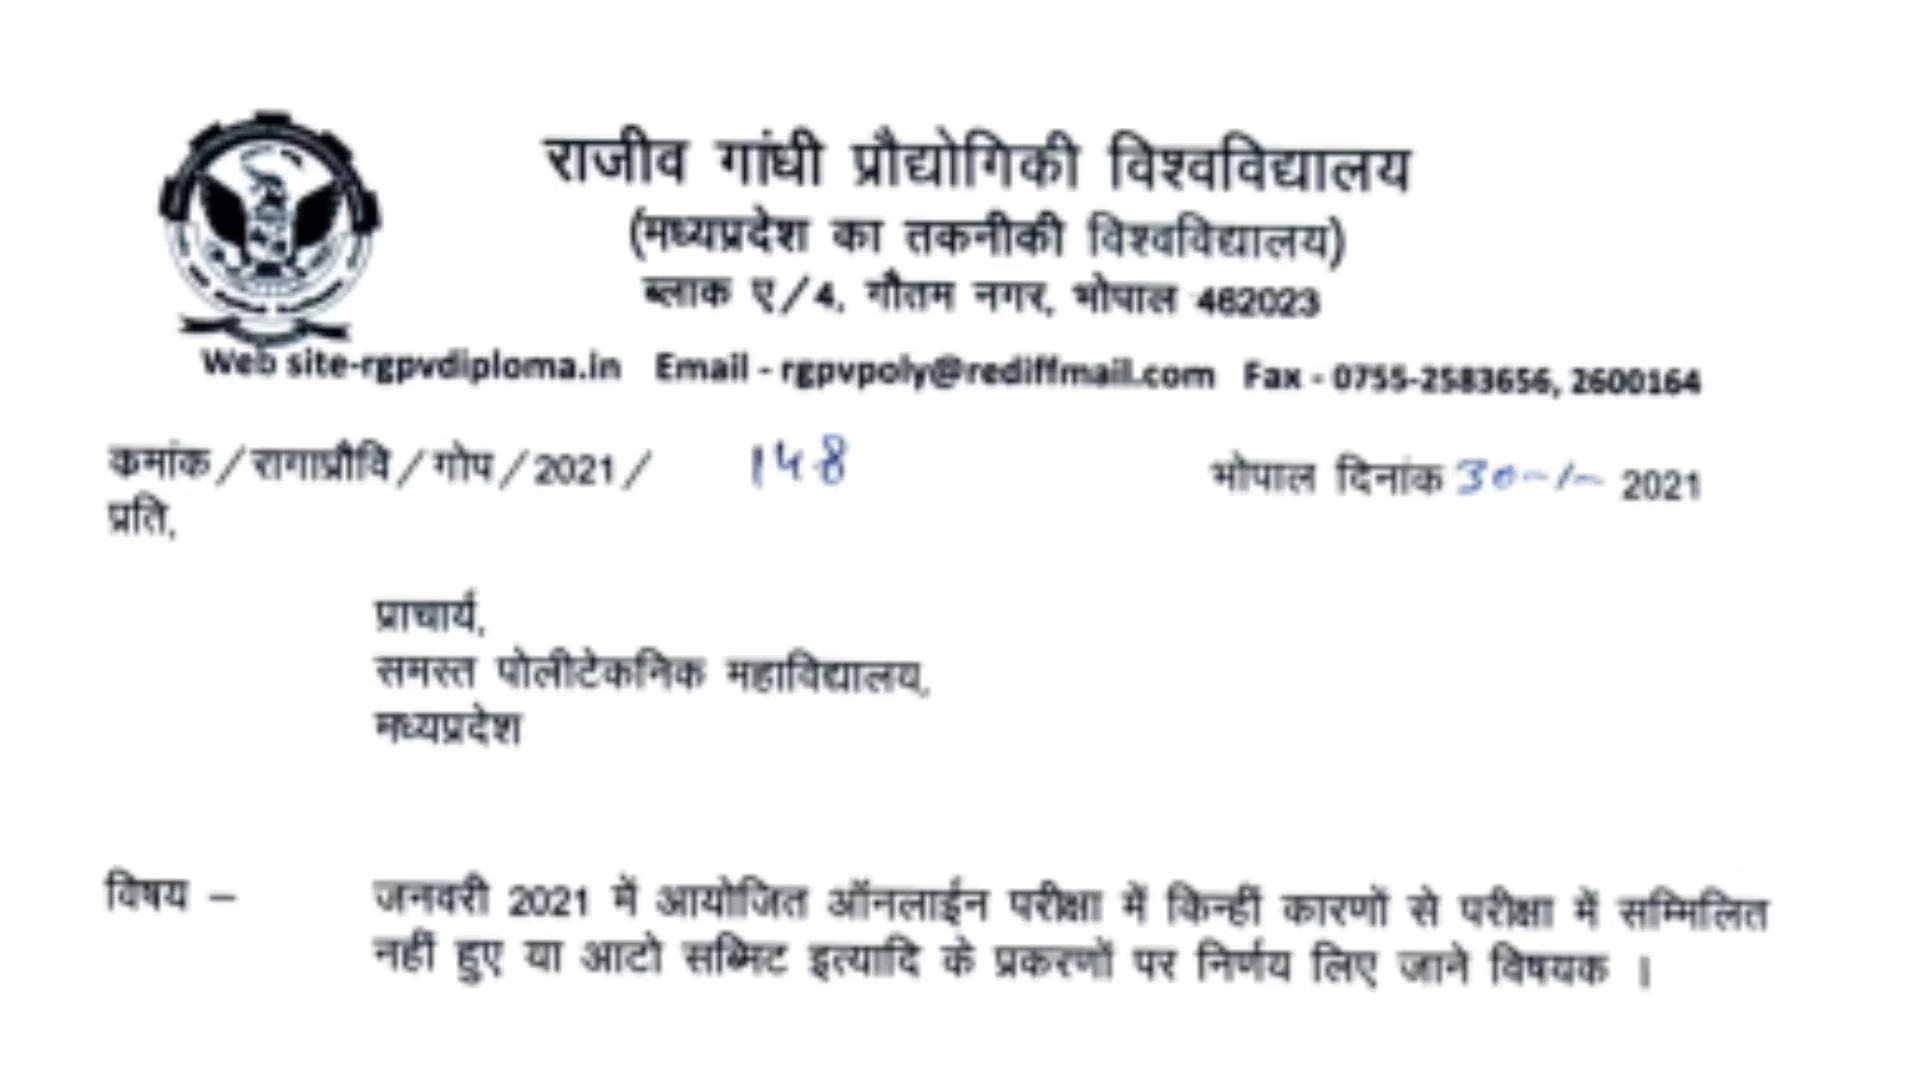 राजीव गांधी प्रौद्योगिकी विश्वविद्यालय
(मध्यप्रदेश का तकनीकी विश्वविद्यालय)
ब्लाक ए/4, गौतम नगर, भोपाल 462023
Web site-rgpvdiploma.in Email - rgpvpoly@rediffmail.com Fax - 0755-2583656, 2600164
कमांक/रागाप्रौवि/गोप/2021/ 148 भोपाल दिनांक 30-1- 2021
प्रति,
प्राचार्य,
समस्त पोलीटेकनिक महाविद्यालय,
मध्यप्रदेश
विषय – जनवरी 2021 में आयोजित ऑनलाईन परीक्षा में किन्हीं कारणों से परीक्षा में सम्मिलित
नहीं हुए या आटो सब्मिट इत्यादि के प्रकरणों पर निर्णय लिए जाने विषयक ।